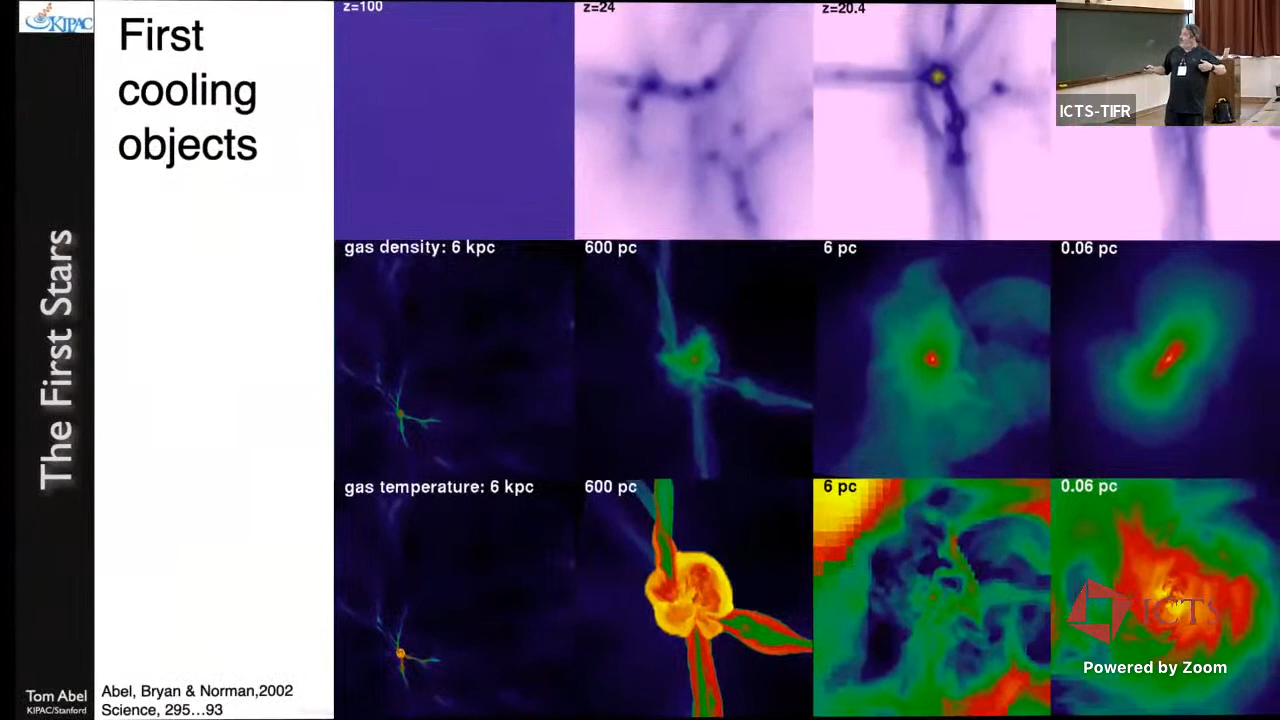 KIPAC
First
cooling
objects
z=100
z=24
z=20.4
ICTS-TIFR
gas density: 6 kpc
600 pc
6 pc
0.06 pc
The First Stars
gas temperature: 6 kpc
600 pc
6 pc
0.06 pc
ICTS
Powered by Zoom
Tom Abel
KIPAC/Stanford
Abel, Bryan & Norman,2002
Science, 295...93